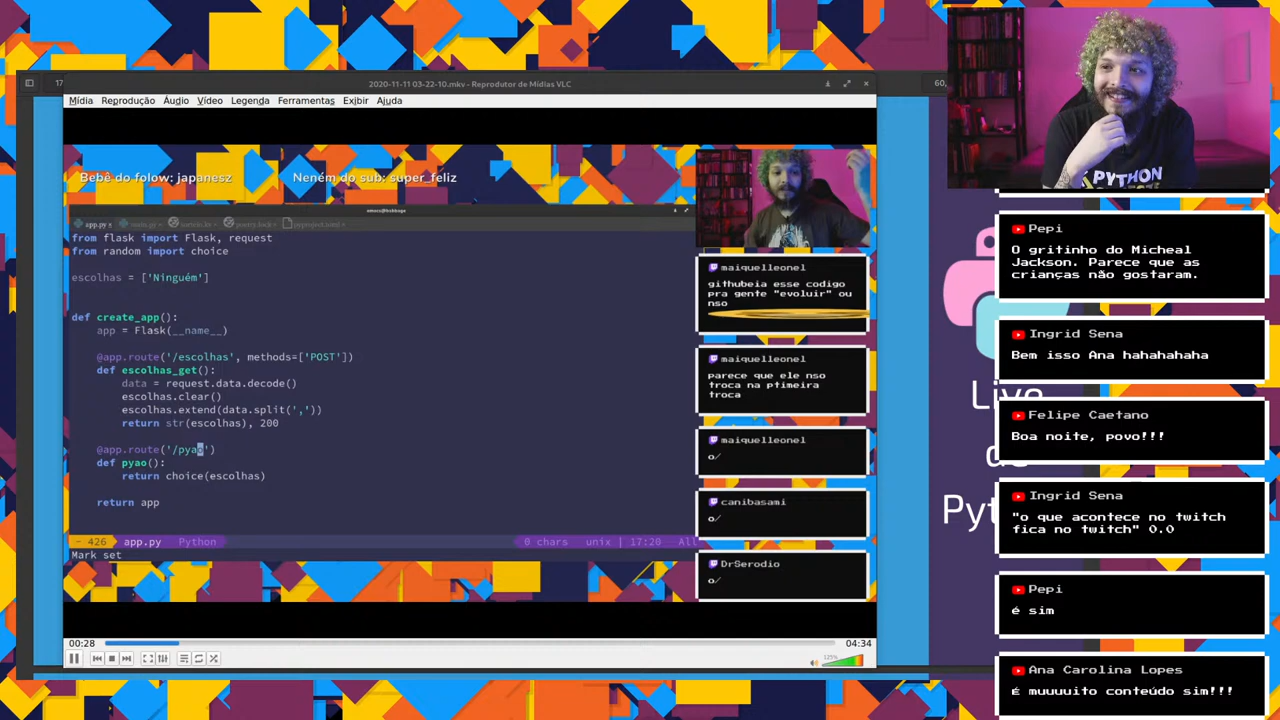 17
2020-11-11 03-22-10.mkv - Reprodutor de Mídias VLC
60,
Mídia Reprodução Áudio Vídeo Legenda Ferramentas Exibir Ajuda
Bebê do folow: japanesz
Neném do sub: super_feliz
app.py
from flask import Flask, request
from random import choice
escolhas = ['Ninguém']
def create_app():
app = Flask(__name__)
@app.route('/escolhas', methods=['POST'])
def escolhas_get():
data = request.data.decode()
escolhas.clear()
escolhas.extend(data.split(','))
return str(escolhas), 200
@app.route('/pyao')
def pyao():
return choice(escolhas)
return app
- 426 app.py Python 0 chars unix | 17:20 All
Mark set
maiquelleonel
githubeia esse codigo
pra gente "evoluir" ou
nso
maiquelleonel
parece que ele nso
troca na ptimeira
troca
maiquelleonel
o/
canibasami
o/
DrSerodio
o/
00:28
04:34
125%
PYTHON
Live
de
Pyt
Pepi
O gritinho do Micheal
Jackson. Parece que as
crianças não gostaram.
Ingrid Sena
Bem isso Ana hahahahaha
Felipe Caetano
Boa noite, povo!!!
Ingrid Sena
"o que acontece no twitch
fica no twitch" 0.0
Pepi
é sim
Ana Carolina Lopes
É muuuuito conteúdo sim!!!